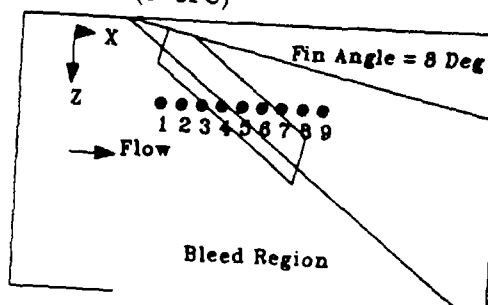 X
Fin Angle = 8 Deg
Z
1 2 3 4 5 6 7 8 9
Flow
Bleed Region